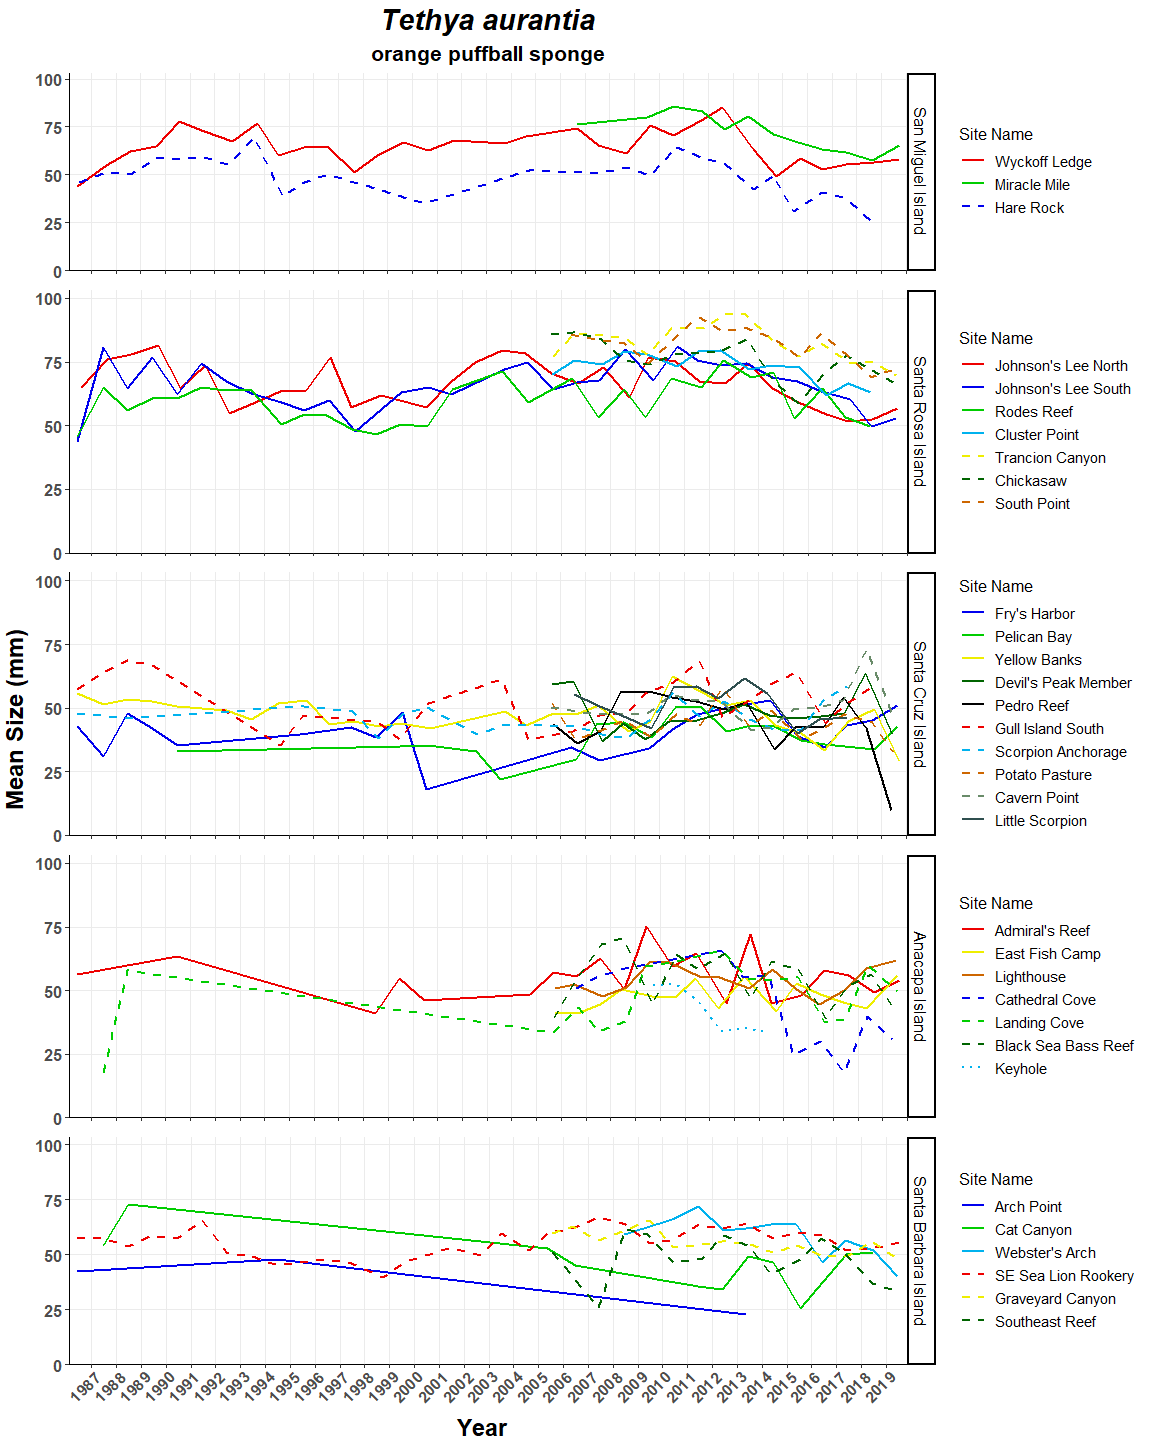 Tethya aurantia
orange puffball sponge
Mean Size (mm)
100
75
50
25
0
San Miguel Island
Site Name
Wyckoff Ledge
Miracle Mile
Hare Rock
100
75
50
25
0
Santa Rosa Island
Site Name
Johnson's Lee North
Johnson's Lee South
Rodes Reef
Cluster Point
Trancion Canyon
Chickasaw
South Point
100
75
50
25
0
Santa Cruz Island
Site Name
Fry's Harbor
Pelican Bay
Yellow Banks
Devil's Peak Member
Pedro Reef
Gull Island South
Scorpion Anchorage
Potato Pasture
Cavern Point
Little Scorpion
100
75
50
25
0
Anacapa Island
Site Name
Admiral's Reef
East Fish Camp
Lighthouse
Cathedral Cove
Landing Cove
Black Sea Bass Reef
Keyhole
100
75
50
25
0
Santa Barbara Island
Site Name
Arch Point
Cat Canyon
Webster's Arch
SE Sea Lion Rookery
Graveyard Canyon
Southeast Reef
1987 1988 1989 1990 1991 1992 1993 1994 1995 1996 1997 1998 1999 2000 2001 2002 2003 2004 2005 2006 2007 2008 2009 2010 2011 2012 2013 2014 2015 2016 2017 2018 2019
Year